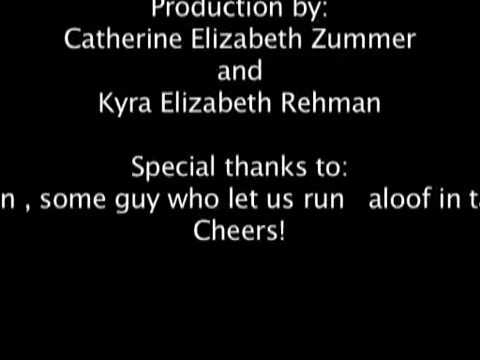 Production by:
Catherine Elizabeth Zummer
and
Kyra Elizabeth Rehman
Special thanks to:
n , some guy who let us run aloof in t
Cheers!